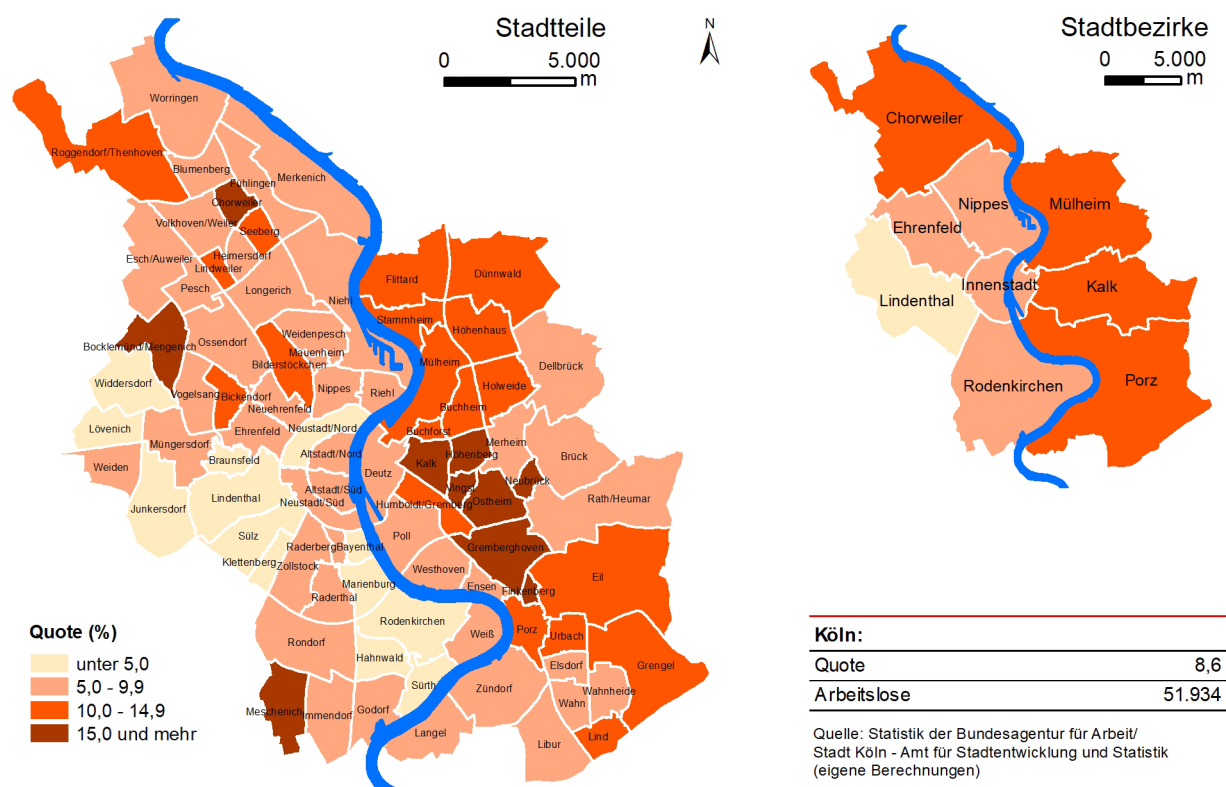 Stadtteile
0 5.000
m
N
Worringen
Roggendorf/Thenhoven
Blumenberg
Fühlingen
Merkenich
Chorweiler
Volkhoven/Weiler
Seeberg
Heimersdorf
Esch/Auweiler
Lindweiler
Pesch
Longerich
Niehl
Flittard
Dünnwald
Stammheim
Höhenhaus
Bocklemünd/Mengenich
Ossendorf
Weidenpesch
Mauenheim
Bilderstöckchen
Mülheim
Dellbrück
Widdersdorf
Vogelsang
Bickendorf
Nippes
Riehl
Holweide
Neuehrenfeld
Buchheim
Lövenich
Müngersdorf
Ehrenfeld
Neustadt/Nord
Buchforst
Merheim
Weiden
Braunsfeld
Altstadt/Nord
Deutz
Kalk
Höhenberg
Brück
Neubrück
Vingst
Ostheim
Junkersdorf
Lindenthal
Altstadt/Süd
Neustadt/Süd
Humboldt/Gremberg
Rath/Heumar
Sülz
Klettenberg
Raderberg
Bayenthal
Zollstock
Poll
Gremberghoven
Westhoven
Eil
Marienburg
Raderthal
Ensen
Finkenberg
Rodenkirchen
Rondorf
Weiß
Porz
Urbach
Hahnwald
Elsdorf
Grengel
Sürth
Zündorf
Wahnheide
Wahn
Meschenich
Immendorf
Godorf
Langel
Libur
Lind
Quote (%)
unter 5,0
5,0 - 9,9
10,0 - 14,9
15,0 und mehr
Stadtbezirke
0 5.000
m
Chorweiler
Nippes
Mülheim
Ehrenfeld
Lindenthal
Innenstadt
Kalk
Rodenkirchen
Porz
Köln:
Quote 8,6
Arbeitslose 51.934
Quelle: Statistik der Bundesagentur für Arbeit/
Stadt Köln - Amt für Stadtentwicklung und Statistik
(eigene Berechnungen)